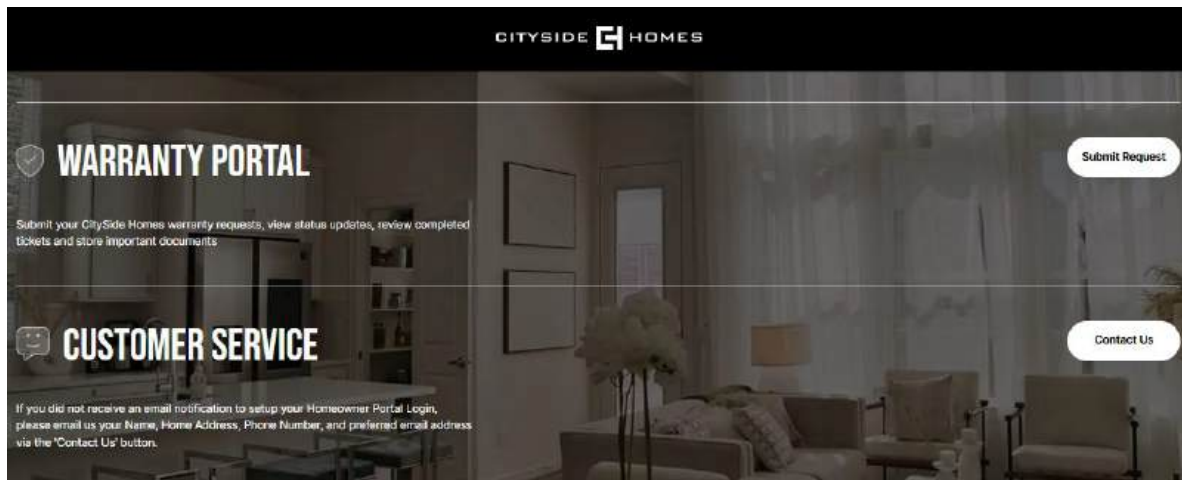 CITYSIDE HOMES
WARRANTY PORTAL
Submit Request
Submit your CitySide Homes warranty requests, view status updates, review completed
tickets and store important documents
CUSTOMER SERVICE
Contact Us
If you did not receive an email notification to setup your Homeowner Portal Login,
please email us your Name, Home Address, Phone Number, and preferred email address
via the 'Contact Us' button.